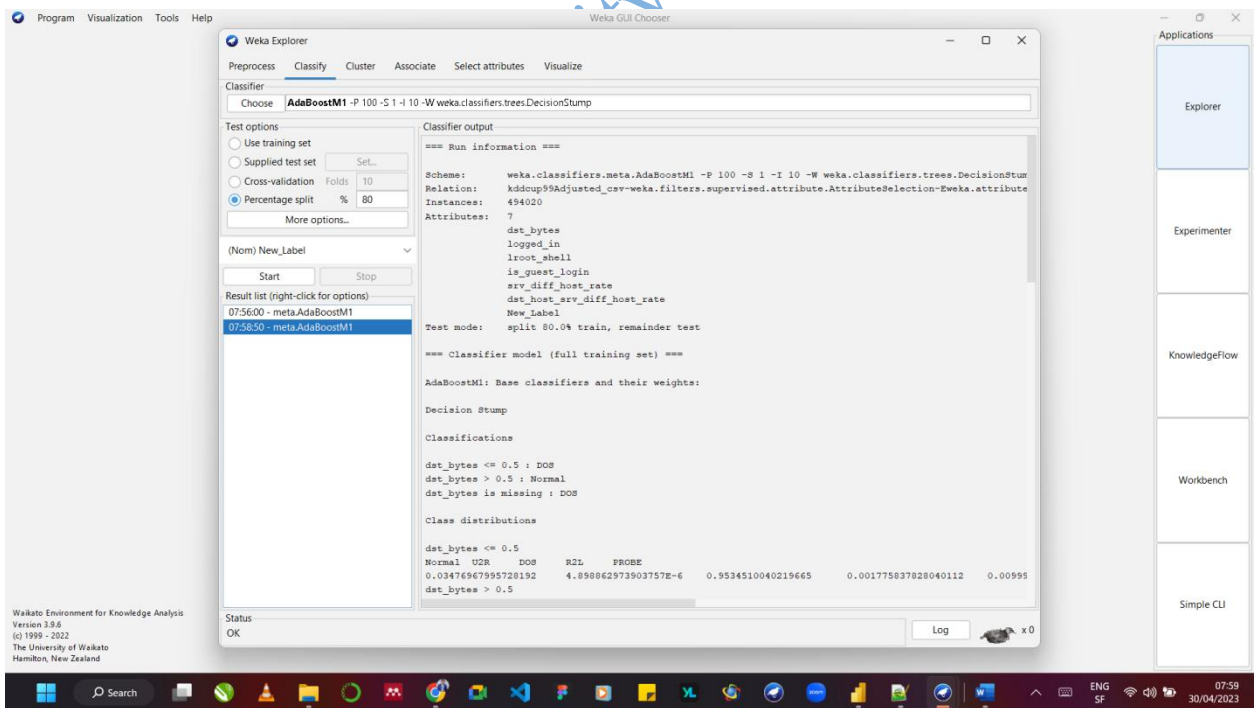 Program Visualization Tools Help
Weka GUI Chooser
Applications
Weka Explorer
Preprocess Classify Cluster Associate Select attributes Visualize
Classifier
Choose AdaBoostM1 -P 100 -S 1 -I 10 -W weka.classifiers.trees.DecisionStump
Test options
Use training set
Supplied test set Set...
Cross-validation Folds 10
Percentage split % 80
More options...
(Nom) New_Label
Start Stop
Result list (right-click for options)
07:56:00 - meta.AdaBoostM1
07:58:50 - meta.AdaBoostM1
Classifier output
=== Run information ===
Scheme: weka.classifiers.meta.AdaBoostM1 -P 100 -S 1 -I 10 -W weka.classifiers.trees.DecisionStum
Relation: kddcup99Adjusted_csv-weka.filters.supervised.attribute.AttributeSelection-Eweka.attribute
Instances: 494020
Attributes: 7
dst_bytes
logged_in
lroot_shell
is_guest_login
srv_diff_host_rate
dst_host_srv_diff_host_rate
New_Label
Test mode: split 80.0% train, remainder test
=== Classifier model (full training set) ===
AdaBoostM1: Base classifiers and their weights:
Decision Stump
Classifications
dst_bytes <= 0.5 : DOS
dst_bytes > 0.5 : Normal
dst_bytes is missing : DOS
Class distributions
dst_bytes <= 0.5
Normal U2R DOS R2L PROBE
0.03476967995728192 4.898862973903757E-6 0.9534510040219665 0.001775837828040112 0.00999
dst_bytes > 0.5
Status
OK
Log
x 0
Explorer
Experimenter
KnowledgeFlow
Workbench
Simple CLI
Waikato Environment for Knowledge Analysis
Version 3.9.6
(c) 1999 - 2022
The University of Waikato
Hamilton, New Zealand
Search
ENG
SF
07:59
30/04/2023